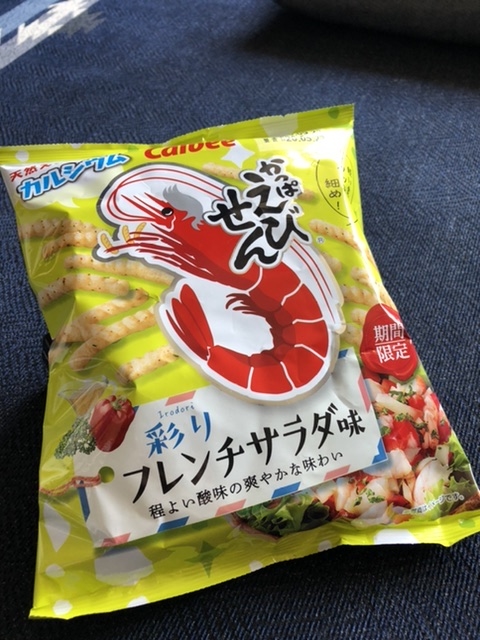 Calbee
天然
カルシウム
かっぱ
えび
せん
細め!
期間
限定
Irodori
彩り
フレンチサラダ味
程よい酸味の爽やかな味わい